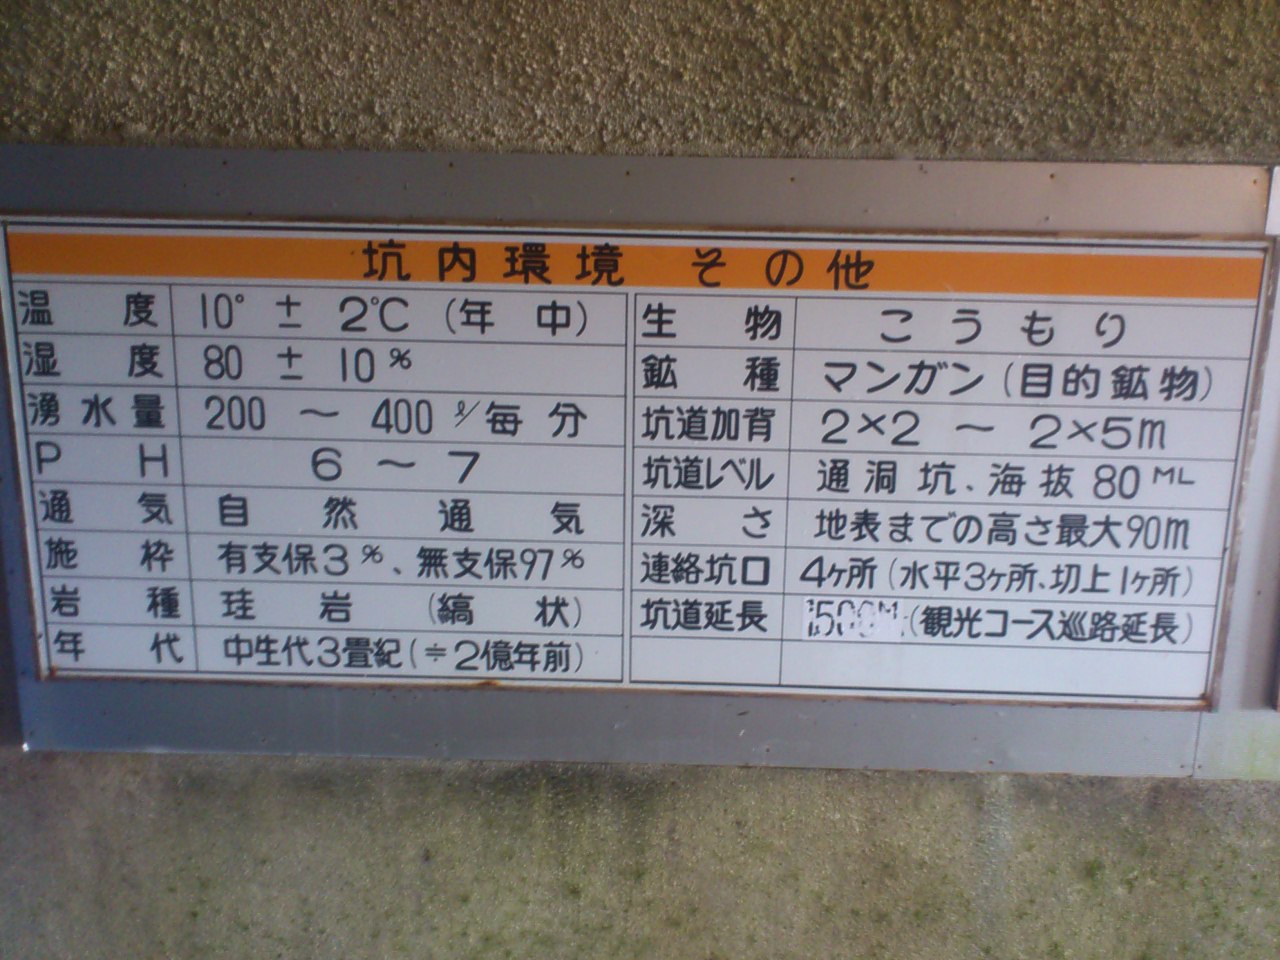 坑内環境 その他
温度 10° ± 2℃ (年中)
湿度 80 ± 10%
湧水量 200 ~ 400 ℓ/毎分
PH 6 ~ 7
通気 自然通気
施枠 有支保3%、無支保97%
岩種 珪岩 (縞状)
年代 中生代3畳紀(≑2億年前)
生物 こうもり
鉱種 マンガン(目的鉱物)
坑道加背 2×2 ~ 2×5m
坑道レベル 通洞坑、海抜80ML
深さ 地表までの高さ最大90m
連絡坑口 4ヶ所(水平3ヶ所、切上1ヶ所)
坑道延長 (観光コース巡路延長)